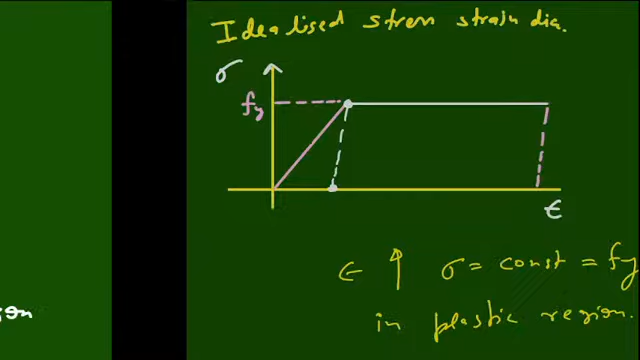 Idealised stress strain dia.
σ
fy
ε
ε ↑ σ = const = fy
in plastic region.